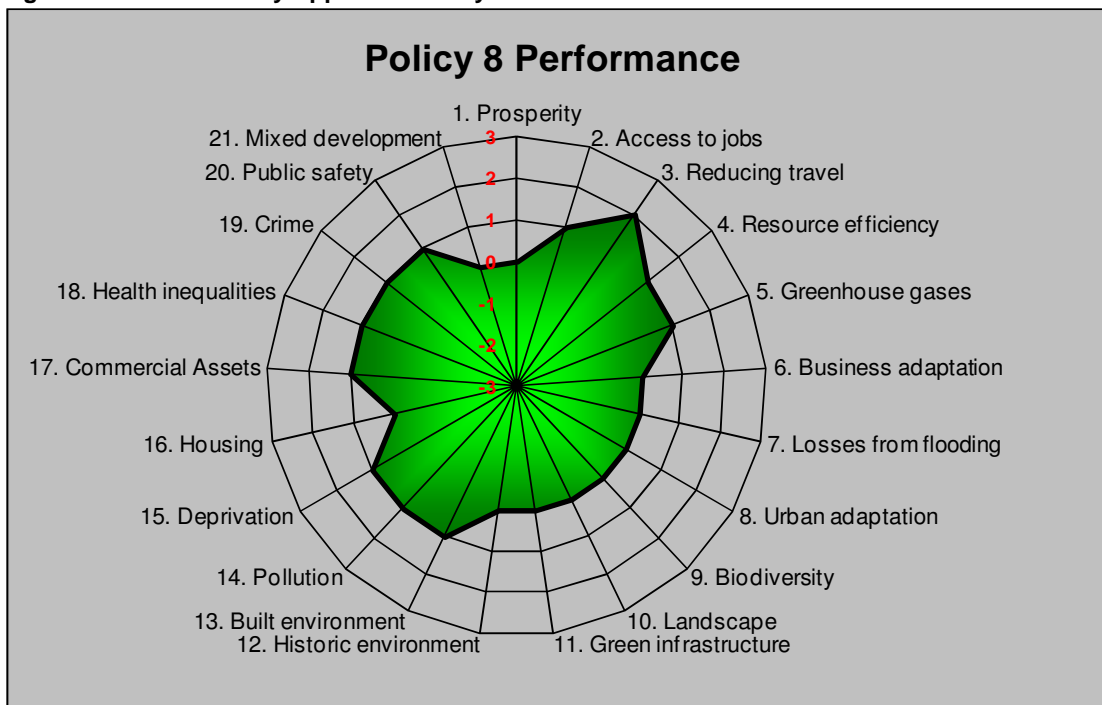 Policy 8 Performance
1. Prosperity
2. Access to jobs
3. Reducing travel
4. Resource efficiency
5. Greenhouse gases
6. Business adaptation
7. Losses from flooding
8. Urban adaptation
9. Biodiversity
10. Landscape
11. Green infrastructure
12. Historic environment
13. Built environment
14. Pollution
15. Deprivation
16. Housing
17. Commercial Assets
18. Health inequalities
19. Crime
20. Public safety
21. Mixed development
3
2
1
0
-1
-2
-3